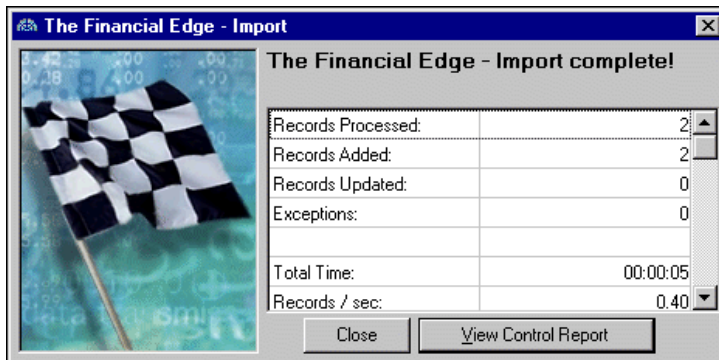 The Financial Edge - Import
The Financial Edge - Import complete!
Records Processed: 2
Records Added: 2
Records Updated: 0
Exceptions: 0
Total Time: 00:00:05
Records / sec: 0.40
Close View Control Report